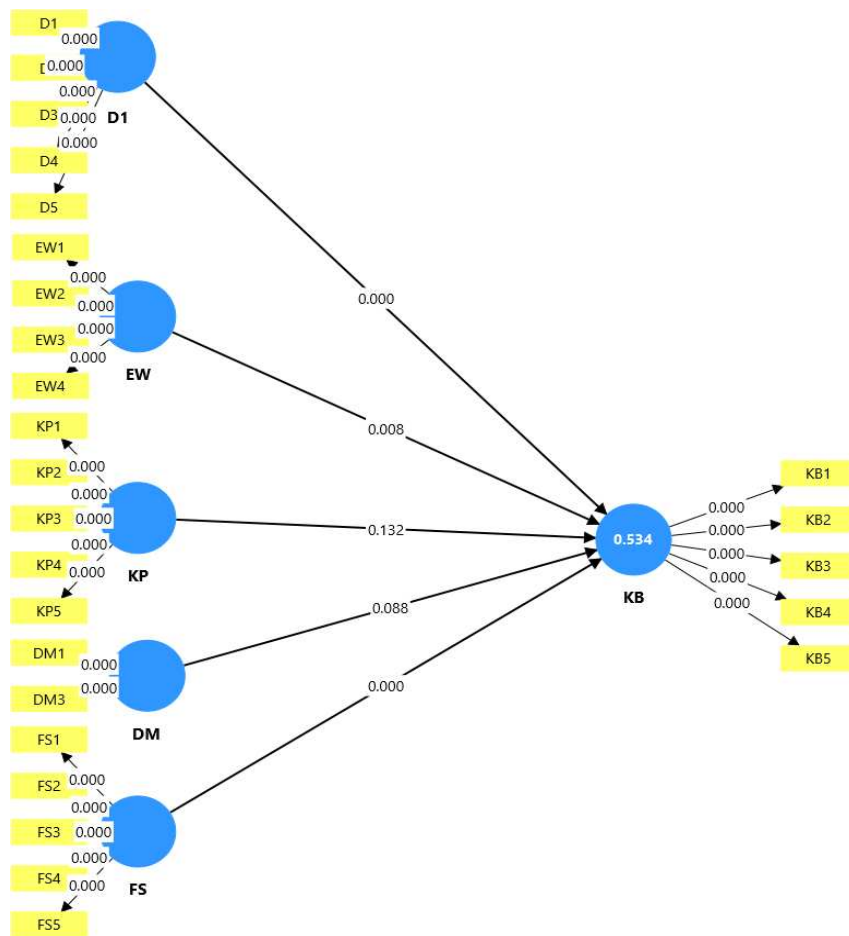 D1
0.000
0.000
0.000
D3
0.000
D1
0.000
D4
D5
EW1
0.000
EW2
0.000
0.000
EW3
0.000
EW4
EW
0.000
0.008
KP1
0.000
KP2
0.000
KP3
0.000
0.132
0.000
KP4
0.000
KP
KP5
0.534
KB
0.000
KB1
0.000
KB2
0.000
KB3
0.000
KB4
0.000
KB5
0.088
DM1
0.000
0.000
DM3
DM
0.000
FS1
0.000
FS2
0.000
FS3
0.000
0.000
FS4
0.000
FS
FS5